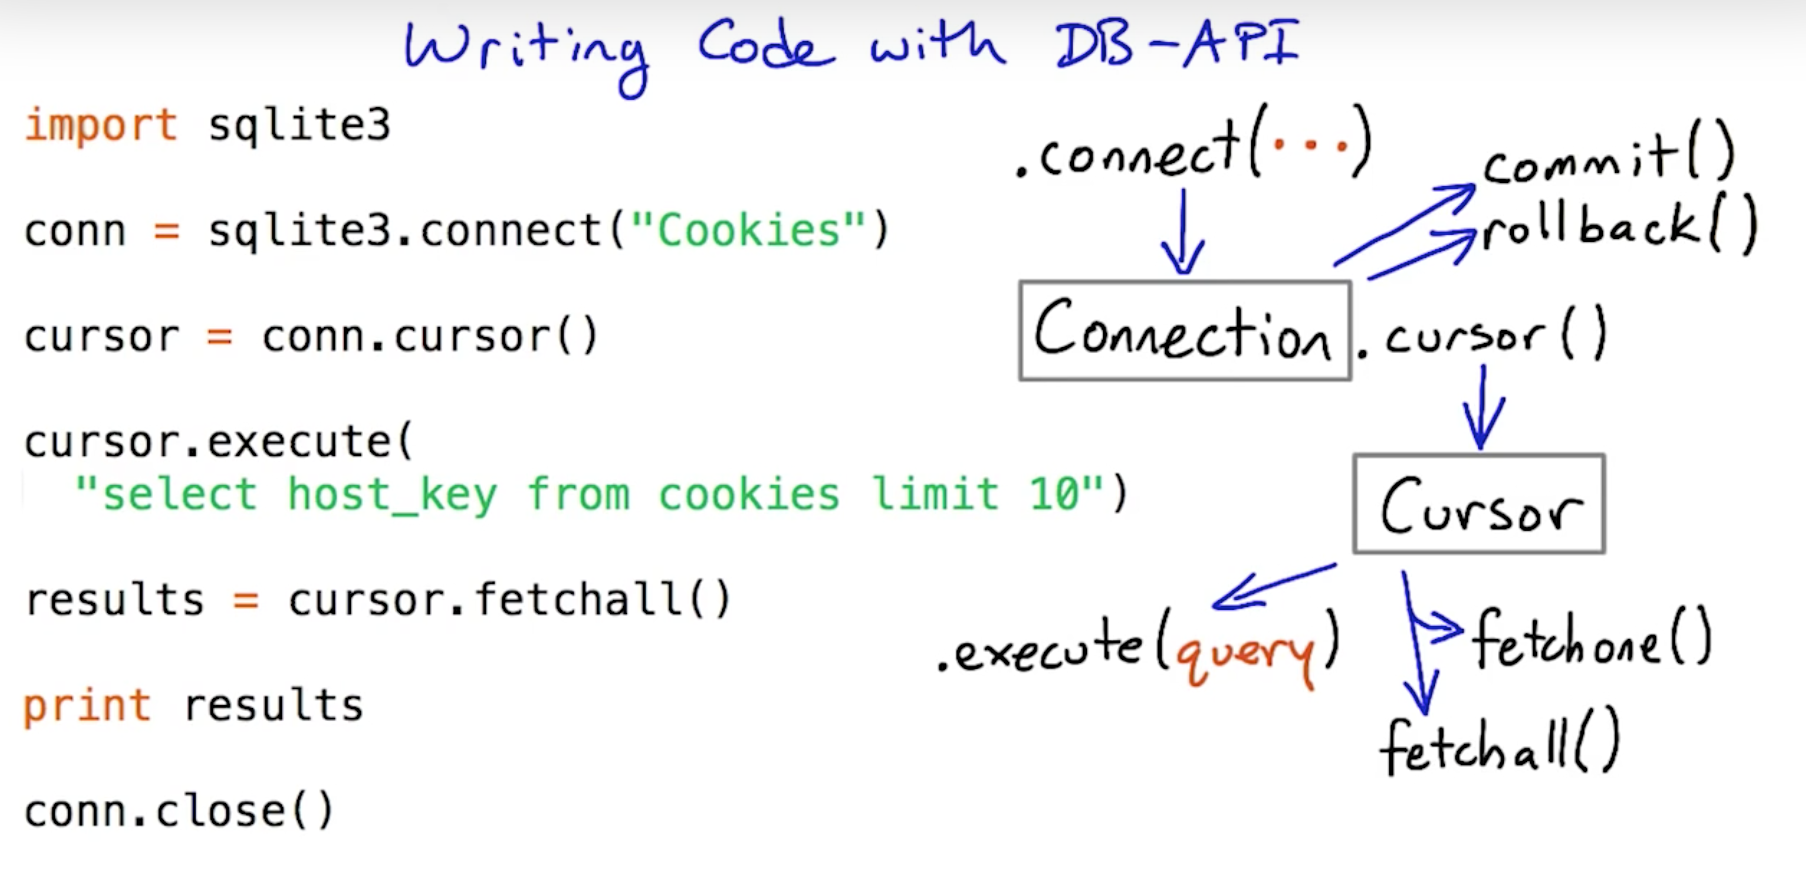 Writing Code with DB-API
import sqlite3
conn = sqlite3.connect("Cookies")
cursor = conn.cursor()
cursor.execute(
"select host_key from cookies limit 10")
results = cursor.fetchall()
print results
conn.close()
.connect(...)
commit()
rollback()
Connection.cursor()
Cursor
.execute(query)
fetchone()
fetchall()